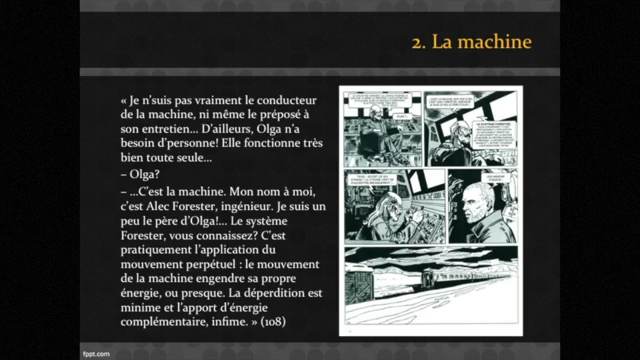 2. La machine
« Je n'suis pas vraiment le conducteur
de la machine, ni même le préposé à
son entretien... D'ailleurs, Olga n'a
besoin d'personne! Elle fonctionne très
bien toute seule...
– Olga?
– ...C'est la machine. Mon nom à moi,
c'est Alec Forester, ingénieur. Je suis un
peu le père d'Olga!... Le système
Forester, vous connaissez? C'est
pratiquement l'application du
mouvement perpétuel : le mouvement
de la machine engendre sa propre
énergie, ou presque. La déperdition est
minime et l'apport d'énergie
complémentaire, infime. » (108)
fppt.com